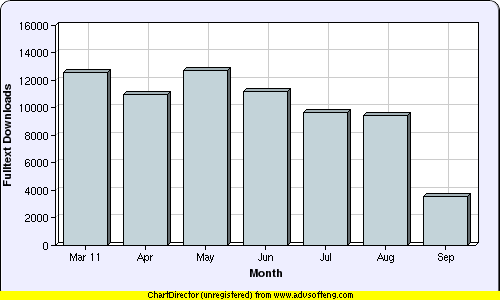 16000
14000
12000
10000
8000
6000
4000
2000
0
Fulltext Downloads
Mar 11 Apr May Jun Jul Aug Sep
Month
ChartDirector (unregistered) from www.advsofteng.com